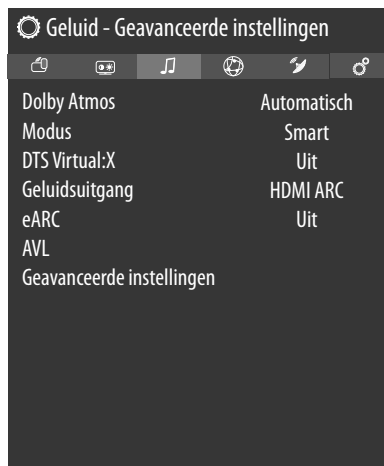 Geluid - Geavanceerde instellingen
Dolby Atmos Automatisch
Modus Smart
DTS Virtual:X Uit
Geluidsuitgang HDMI ARC
eARC Uit
AVL
Geavanceerde instellingen